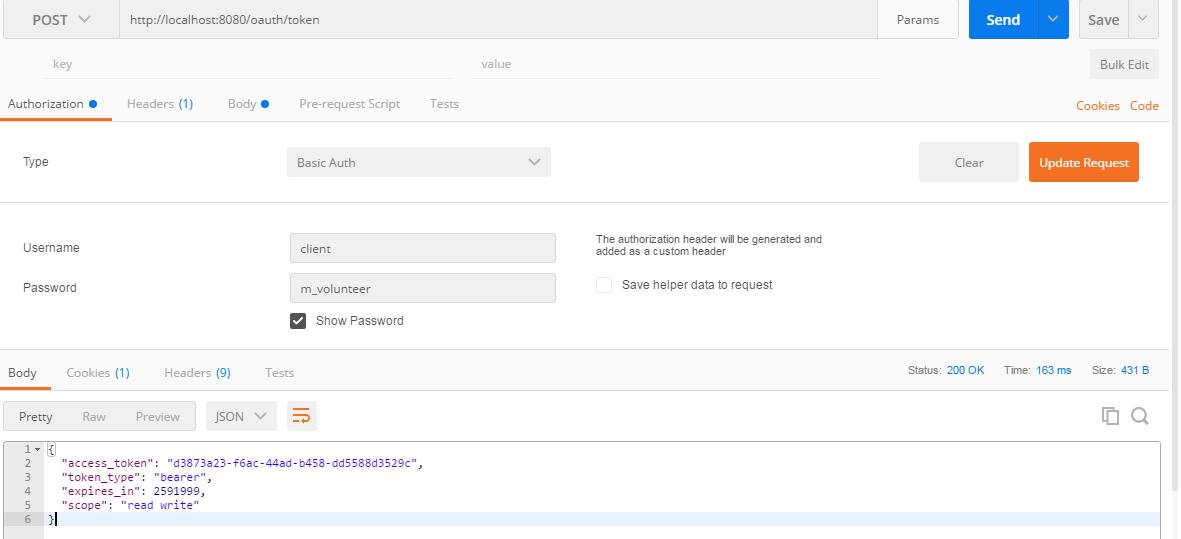 POST http://localhost:8080/oauth/token Params Send Save
key value Bulk Edit
Authorization Headers (1) Body Pre-request Script Tests Cookies Code
Type Basic Auth Clear Update Request
Username client The authorization header will be generated and
added as a custom header
Password m_volunteer Save helper data to request
Show Password
Body Cookies (1) Headers (9) Tests Status: 200 OK Time: 163 ms Size: 431 B
Pretty Raw Preview JSON
1 {
2 "access_token": "d3873a23-f6ac-44ad-b458-dd5588d3529c",
3 "token_type": "bearer",
4 "expires_in": 2591999,
5 "scope": "read write"
6 }